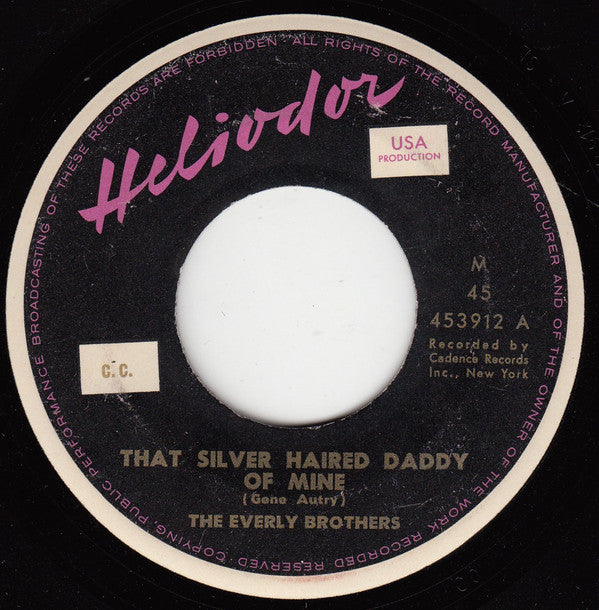 Heliodor
USA
PRODUCTION
M
45
453912 A
Recorded by
Cadence Records
Inc., New York
C.C.
THAT SILVER HAIRED DADDY
OF MINE
(Gene Autry)
THE EVERLY BROTHERS
ALL RIGHTS OF THE RECORD MANUFACTURER AND OF THE OWNER OF THE WORK RECORDED RESERVED · COPYING, PUBLIC PERFORMANCE BROADCASTING OF THESE RECORDS ARE FORBIDDEN ·